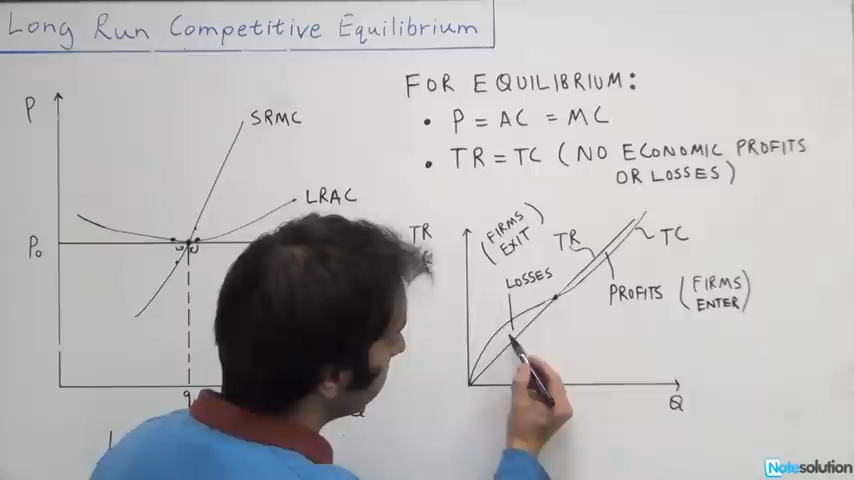 Long Run Competitive Equilibrium
FOR EQUILIBRIUM:
• P = AC = MC
• TR = TC (NO ECONOMIC PROFITS
OR LOSSES)
P
SRMC
LRAC
P₀
q
Q
TR
(FIRMS
EXIT)
LOSSES
TR
TC
PROFITS (FIRMS
ENTER)
Q
Notesolution